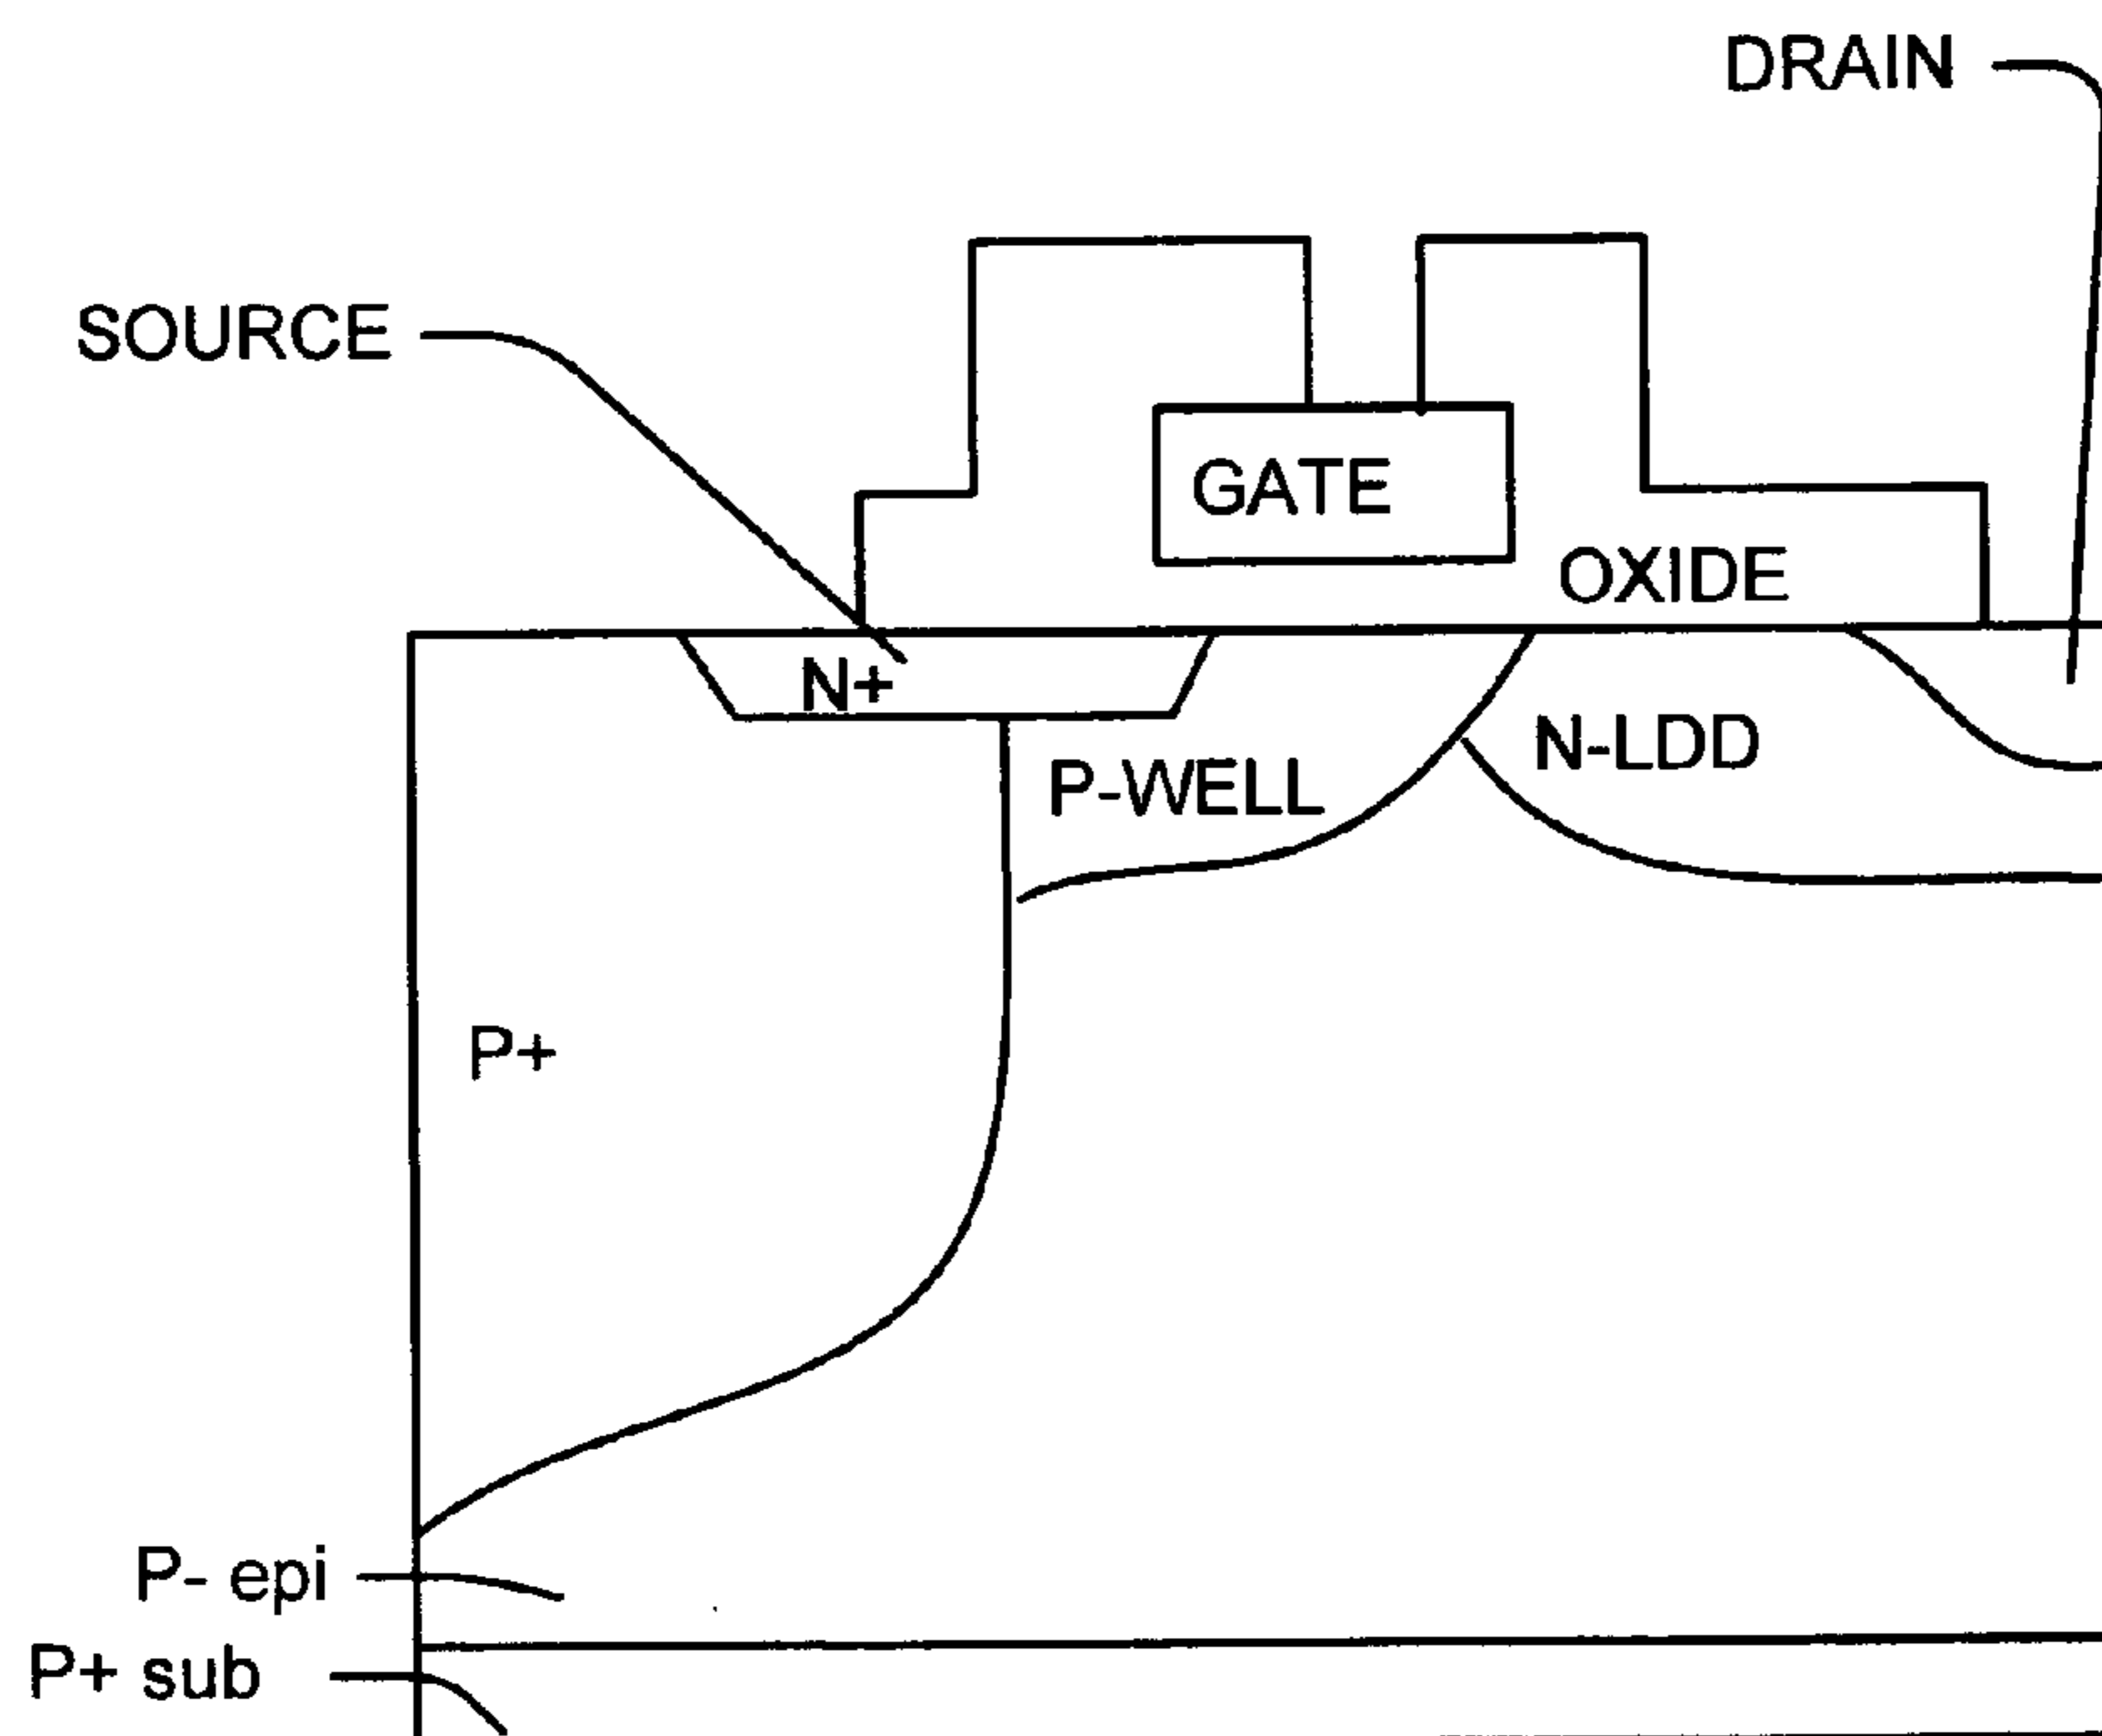 DRAIN
SOURCE
GATE
OXIDE
N+
N-LDD
P-WELL
P+
P- epi
P+ sub